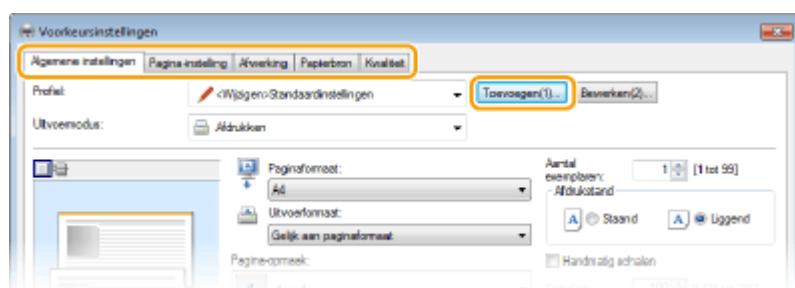 Voorkeursinstellingen
Algemene instellingen Pagina-instelling Afwerking Papierbron Kwaliteit
Profiel: <Wijzigen>Standaardinstellingen Toevoegen(1)... Bewerken(2)...
Uitvoermodus: Afdrukken
Paginaformaat:
A4
Uitvoerformaat:
Gelijk aan paginaformaat
Pagina-opmaak:
Aantal
exemplaren: 1 [1 tot 99]
Afdrukstand
A Staand A Liggend
Handmatig schalen